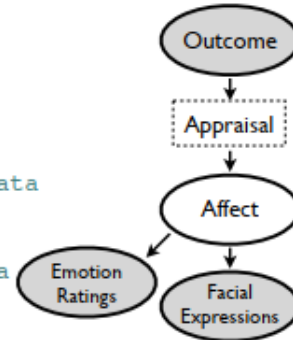 Outcome
Appraisal
ata
Affect
a
Emotion
Ratings
Facial
Expressions